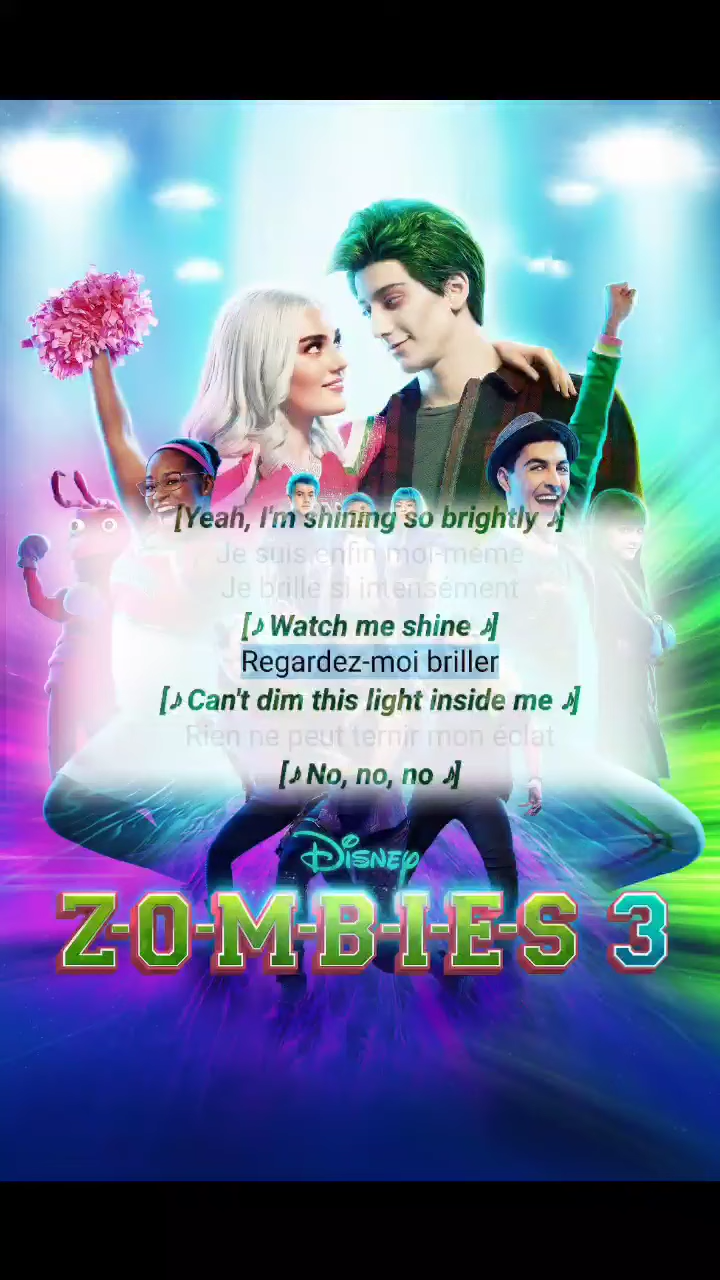 [Yeah, I'm shining so brightly ♪]
Je suis enfin moi-même
Je brille si intensément
[♪ Watch me shine ♪]
Regardez-moi briller
[♪ Can't dim this light inside me ♪]
Rien ne peut ternir mon éclat
[♪ No, no, no ♪]
Disney
Z-O-M-B-I-E-S 3